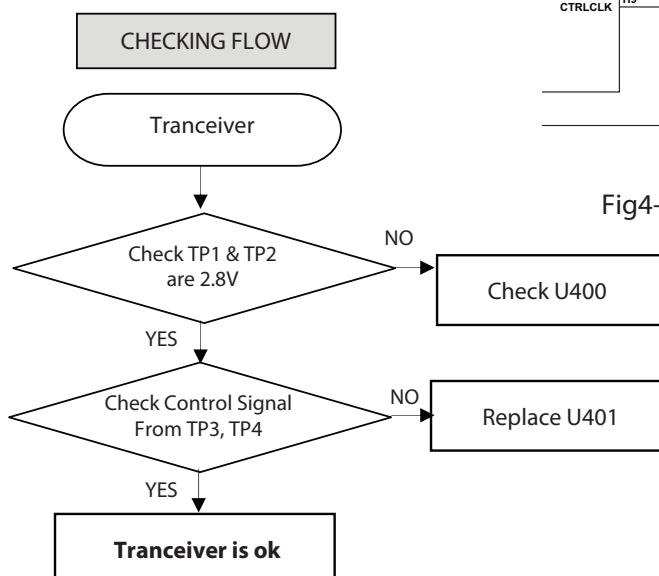 CTRLCLK
CHECKING FLOW
Tranceiver
Fig4-
Check TP1 & TP2
are 2.8V
NO
Check U400
YES
Check Control Signal
From TP3, TP4
NO
Replace U401
YES
Tranceiver is ok